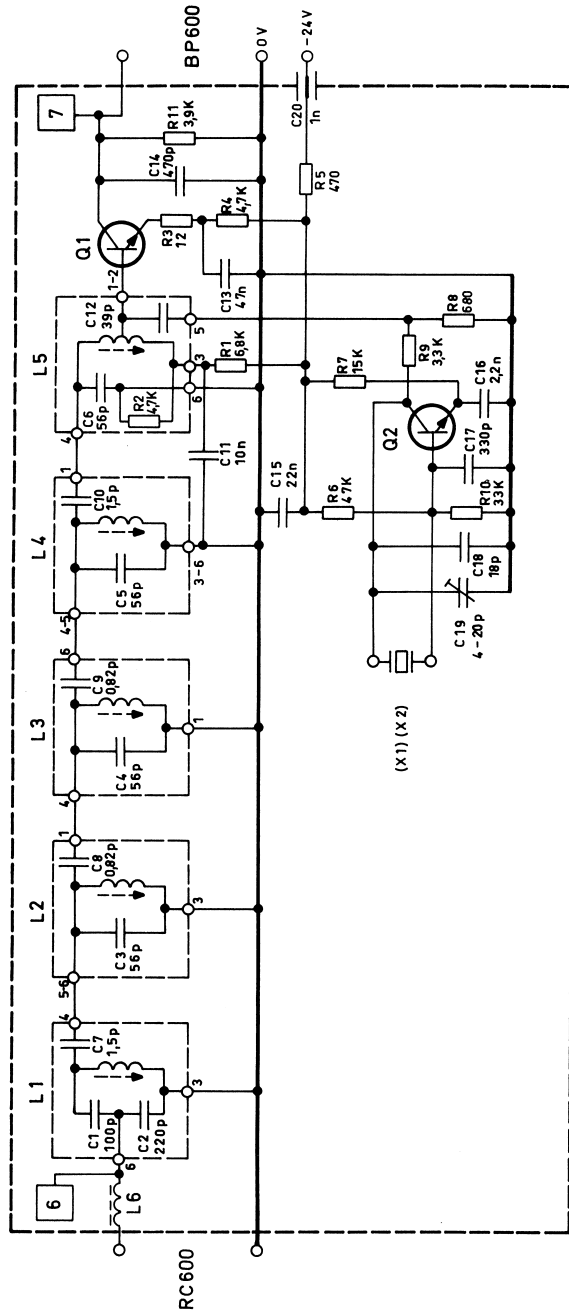 RC600
6
L6
L1
6
C1
100p
C2
220p
C7
1,5p
4
3
L2
5-6
C3
56p
C8
0,82p
1
3
L3
4
C4
56p
C9
0,82p
6
1
L4
4-5
C5
56p
C10
1,5p
1
3-6
L5
4
C6
56p
R2
4,7K
C12
39p
1-2
5
3
6
C11
10n
R1
6,8K
Q1
R3
12
C13
47n
R4
4,7K
C14
470p
R11
3,9K
7
BP600
0V
-24V
C20
1n
R5
470
C15
22n
R6
47K
R7
15K
R9
3,3K
R8
680
Q2
C16
2,2n
C17
330p
R10
33K
C18
18p
C19
4-20p
(X1) (X2)